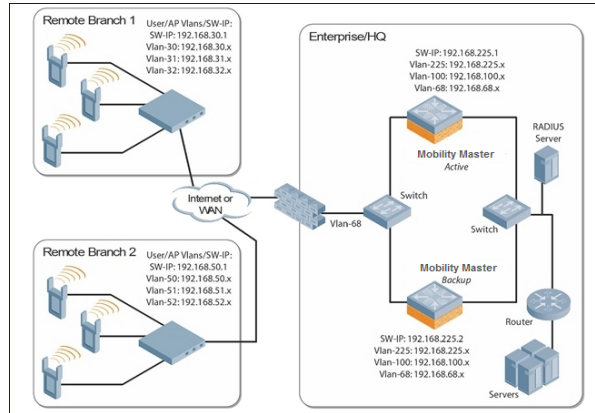 Remote Branch 1
User/AP Vlans/SW-IP:
SW-IP: 192.168.30.1
Vlan-30: 192.168.30.x
Vlan-31: 192.168.31.x
Vlan-32: 192.168.32.x
Internet or
WAN
Remote Branch 2
User/AP Vlans/SW-IP:
SW-IP: 192.168.50.1
Vlan-50: 192.168.50.x
Vlan-51: 192.168.51.x
Vlan-52: 192.168.52.x
Enterprise/HQ
SW-IP: 192.168.225.1
Vlan-225: 192.168.225.x
Vlan-100: 192.168.100.x
Vlan-68: 192.168.68.x
Mobility Master
Active
RADIUS
Server
Vlan-68
Switch
Switch
Mobility Master
Backup
SW-IP: 192.168.225.2
Vlan-225: 192.168.225.x
Vlan-100: 192.168.100.x
Vlan-68: 192.168.68.x
Router
Servers